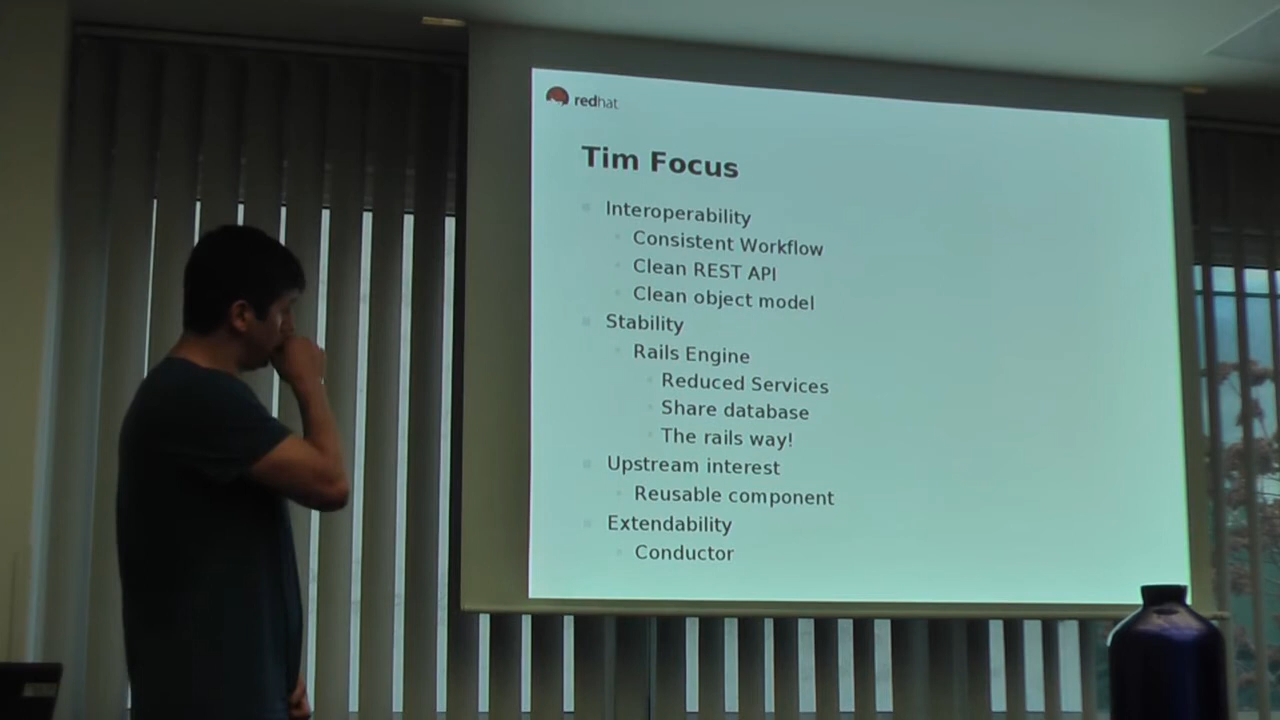 redhat
Tim Focus
Interoperability
Consistent Workflow
Clean REST API
Clean object model
Stability
Rails Engine
Reduced Services
Share database
The rails way!
Upstream interest
Reusable component
Extendability
Conductor